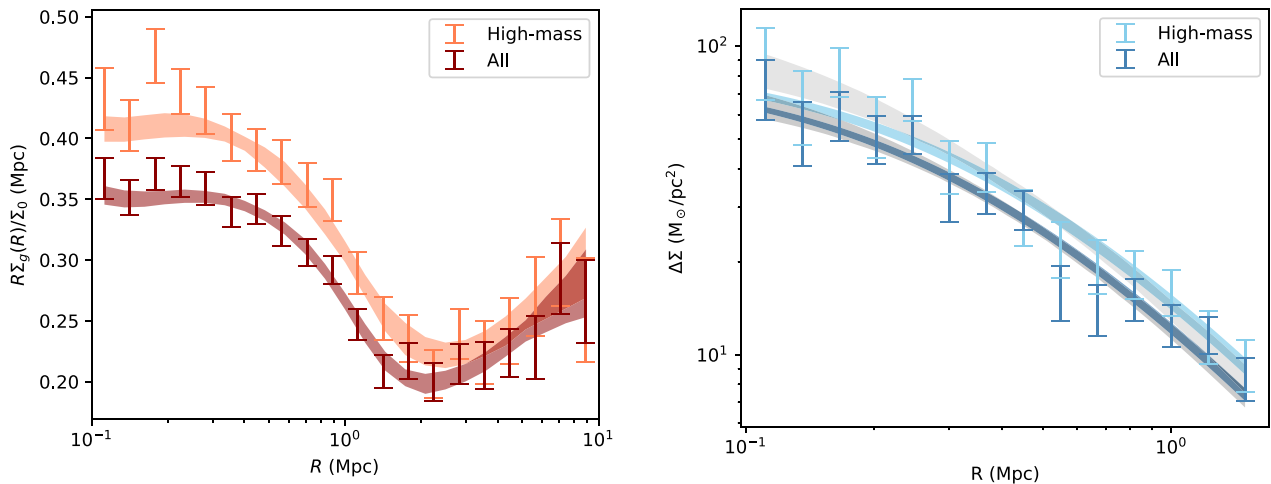 0.50
0.45
0.40
0.35
0.30
0.25
0.20
RΣg(R)/Σ0 (Mpc)
High-mass
All
10⁻¹
10⁰
10¹
R (Mpc)
10²
10¹
ΔΣ (M⊙/pc²)
High-mass
All
10⁻¹
10⁰
R (Mpc)